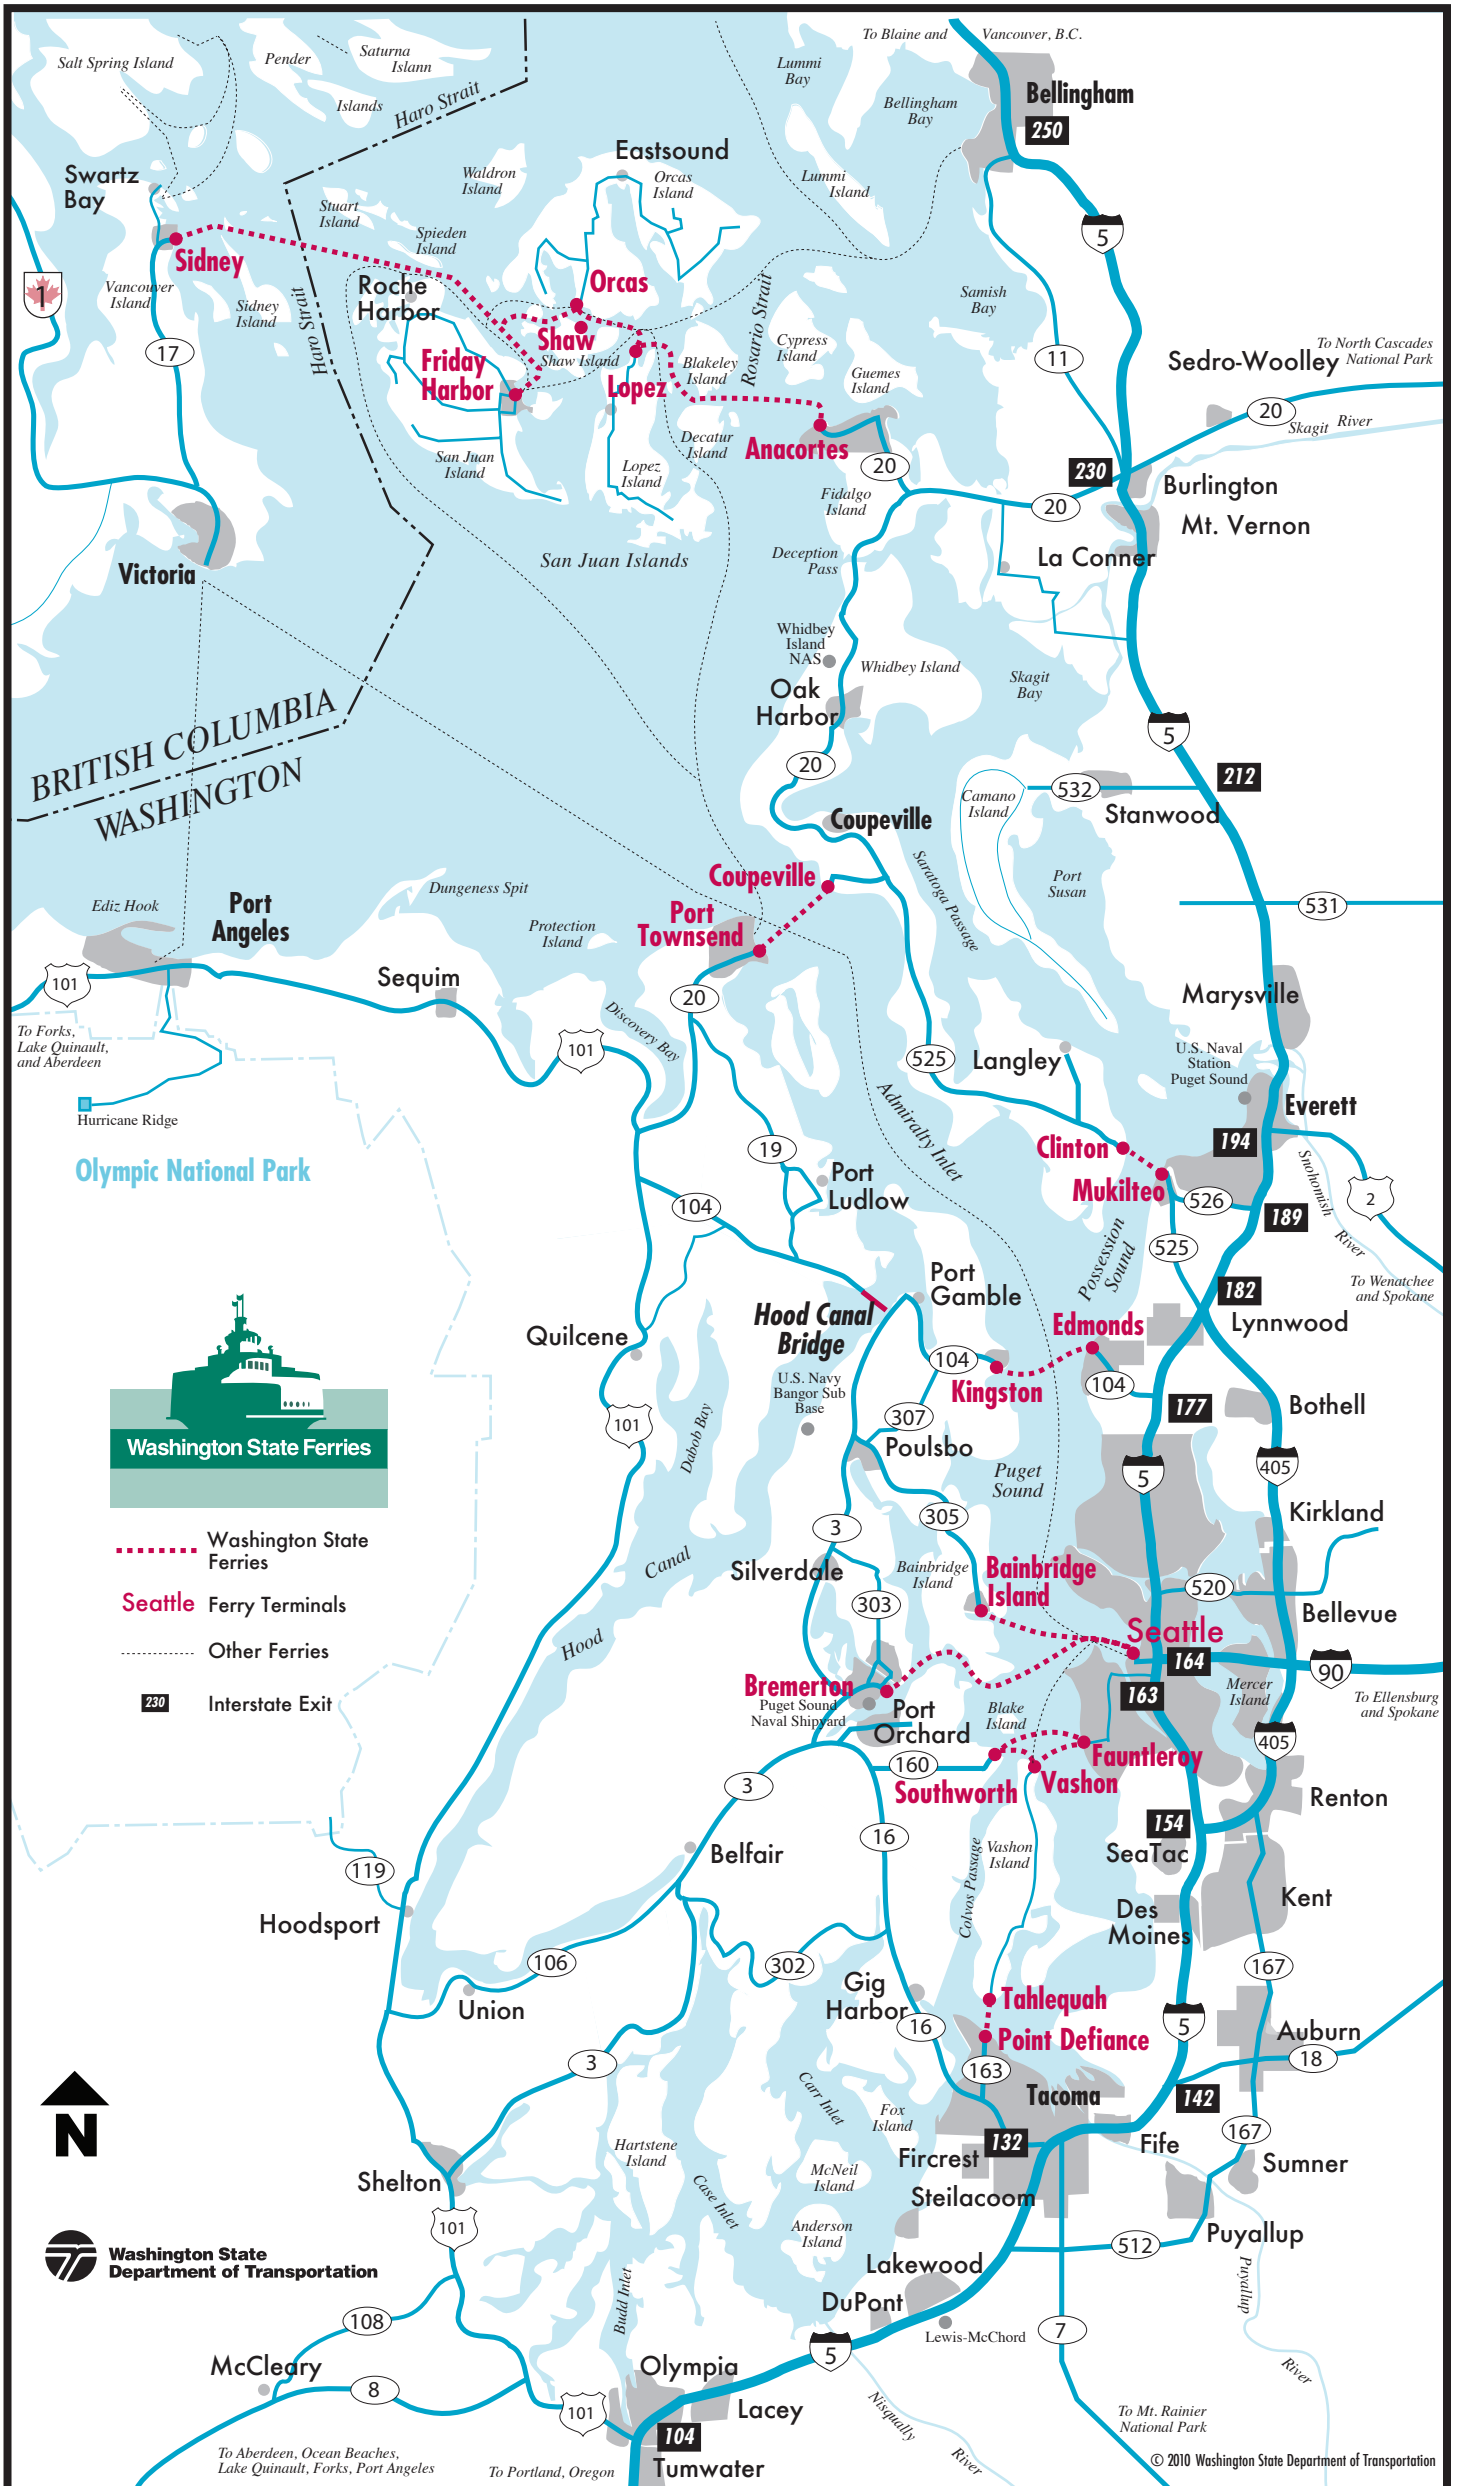 To Blaine and
Vancouver, B.C.
Salt Spring Island
Pender
Saturna
Islann
Islands
Haro Strait
Lummi
Bay
Bellingham
Bay
Bellingham
250
Swartz
Bay
Eastsound
Waldron
Island
Orcas
Island
Lummi
Island
Stuart
Island
Spieden
Island
5
Sidney
Vancouver
Island
Sidney
Island
Haro Strait
Roche
Harbor
Orcas
Shaw
Shaw Island
Rosario Strait
Samish
Bay
1
17
Friday
Harbor
Lopez
Blakeley
Island
Cypress
Island
Guemes
Island
11
To North Cascades
National Park
Sedro-Woolley
20
Skagit River
San Juan
Island
Lopez
Island
Decatur
Island
Anacortes
20
Fidalgo
Island
230
20
Burlington
Mt. Vernon
La Conner
Victoria
San Juan Islands
Deception
Pass
Whidbey
Island
NAS
Whidbey Island
Skagit
Bay
Oak
Harbor
5
BRITISH COLUMBIA
WASHINGTON
20
212
532
Stanwood
Camano
Island
Coupeville
Coupeville
Saratoga Passage
Port
Susan
531
Ediz Hook
Port
Angeles
Dungeness Spit
Protection
Island
Port
Townsend
101
Sequim
20
Marysville
To Forks,
Lake Quinault,
and Aberdeen
101
Discovery Bay
525
Langley
U.S. Naval
Station
Puget Sound
Everett
Hurricane Ridge
Olympic National Park
Admiralty Inlet
194
19
Clinton
Mukilteo
Snohomish
River
2
Port
Ludlow
104
526
189
525
Possession
Sound
To Wenatchee
and Spokane
182
Port
Gamble
Lynnwood
Hood Canal
Bridge
Edmonds
Quilcene
104
Kingston
104
U.S. Navy
Bangor Sub
Base
177
Bothell
101
Dabob Bay
307
Poulsbo
Washington State Ferries
Puget
Sound
5
405
Kirkland
305
3
Washington State
Ferries
Silverdale
Bainbridge
Island
Bainbridge
Island
520
Canal
303
Seattle Ferry Terminals
Bellevue
Seattle
Hood
Other Ferries
164
90
Bremerton
Puget Sound
Naval Shipyard
163
Mercer
Island
To Ellensburg
and Spokane
230 Interstate Exit
Port
Orchard
Blake
Island
405
160
Fauntleroy
Southworth
Vashon
3
Renton
16
154
SeaTac
Belfair
Colvos Passage
Vashon
Island
119
Kent
Hoodsport
Des
Moines
106
302
167
Gig
Harbor
Union
Tahlequah
16
5
Point Defiance
Auburn
18
3
163
N
Carr Inlet
Fox
Island
Tacoma
142
132
167
Fife
Hartstene
Island
Fircrest
Sumner
Shelton
McNeil
Island
Steilacoom
Case Inlet
101
Anderson
Island
Puyallup
512
Washington State
Department of Transportation
Lakewood
Puyallup
River
Budd Inlet
DuPont
108
Lewis-McChord
7
5
McCleary
8
Olympia
101
Lacey
Nisqually
River
To Mt. Rainier
National Park
104
To Aberdeen, Ocean Beaches,
Lake Quinault, Forks, Port Angeles
To Portland, Oregon
Tumwater
© 2010 Washington State Department of Transportation